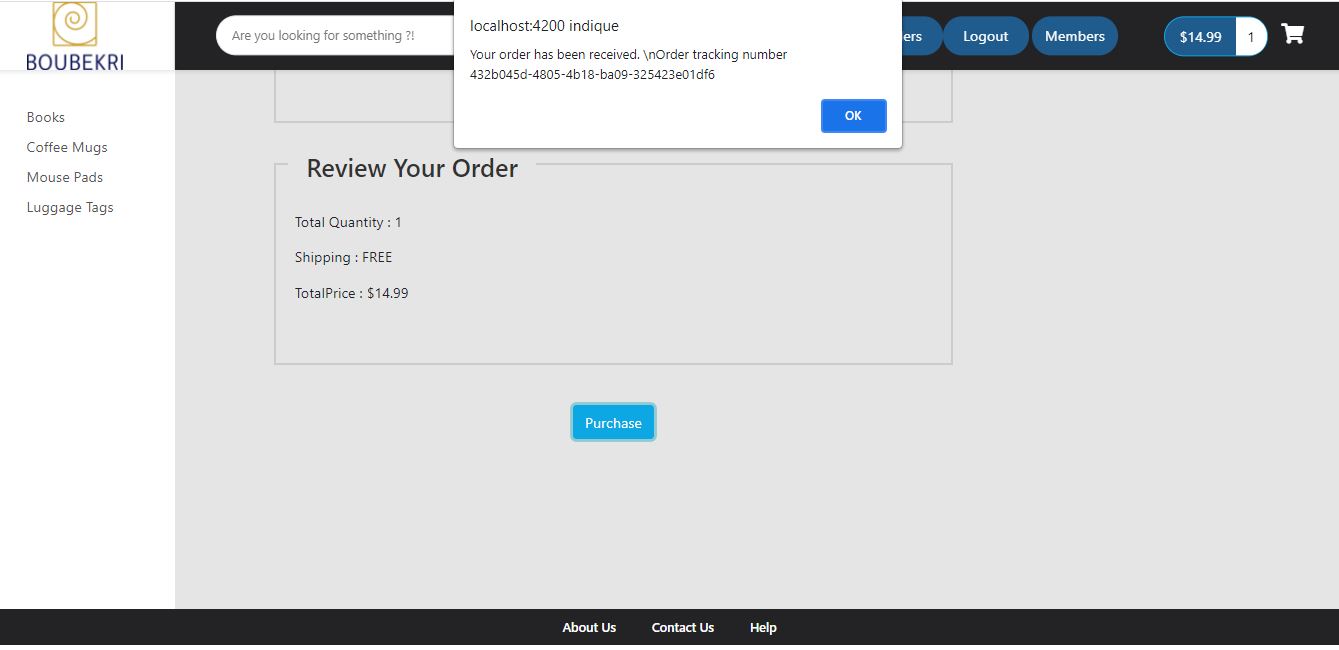 BOUBEKRI
Are you looking for something ?!
ers
Logout
Members
$14.99
1
localhost:4200 indique
Your order has been received. \nOrder tracking number
432b045d-4805-4b18-ba09-325423e01df6
OK
Books
Coffee Mugs
Mouse Pads
Luggage Tags
Review Your Order
Total Quantity : 1
Shipping : FREE
TotalPrice : $14.99
Purchase
About Us
Contact Us
Help